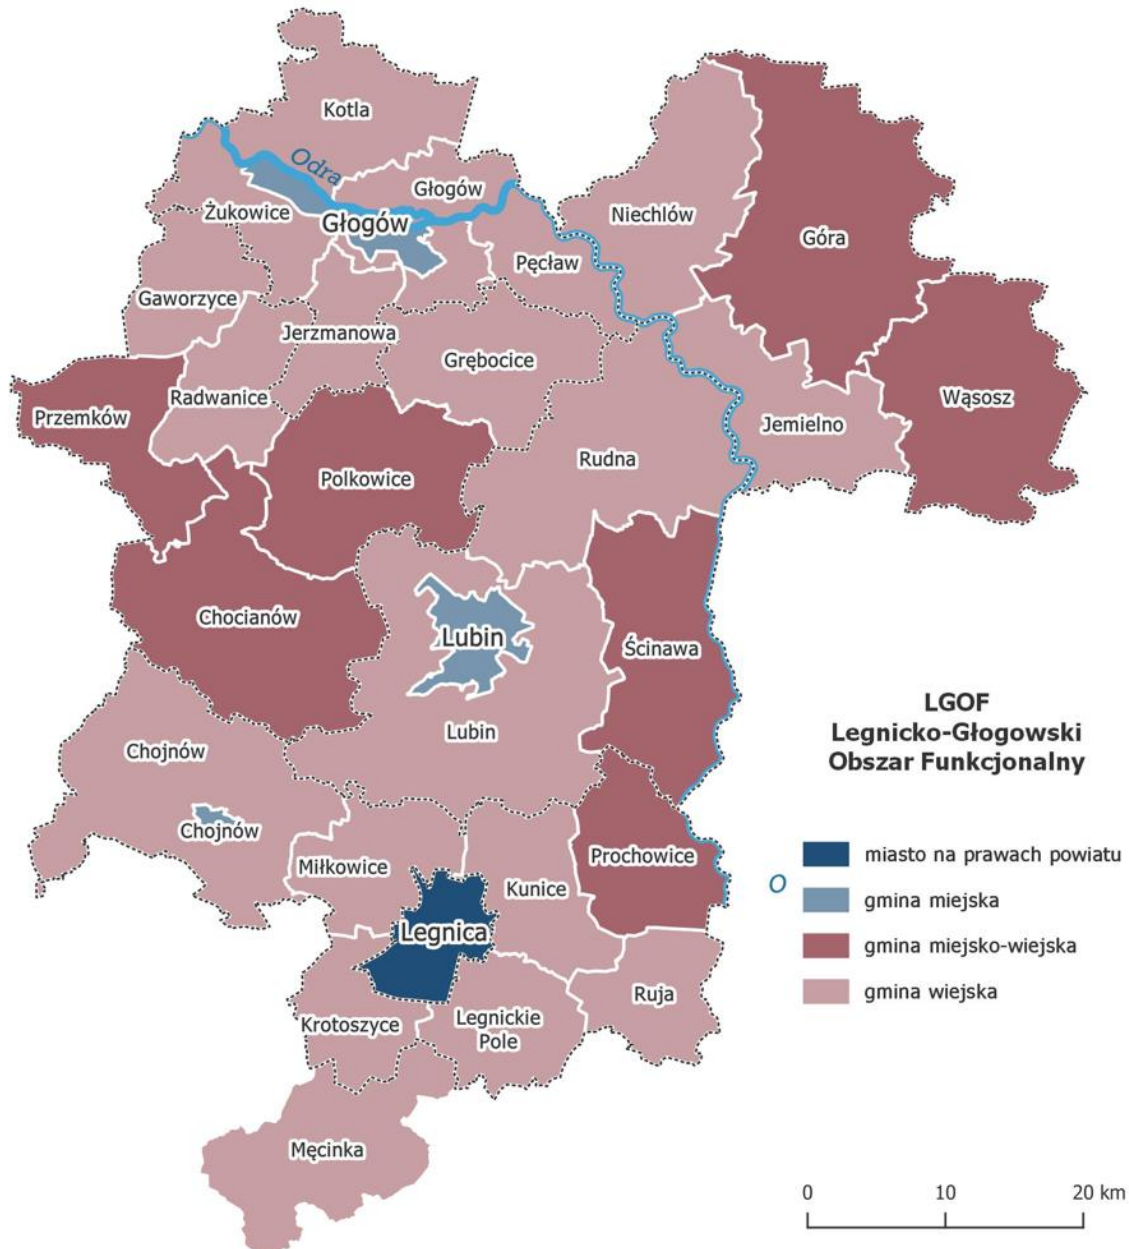 Kotla
Odra
Głogów
Niechlów
Żukowice
Głogów
Góra
Pęcław
Gaworzyce
Jerzmanowa
Grębocice
Radwanice
Wąsosz
Przemków
Jemielno
Rudna
Polkowice
Chocianów
Lubin
Ścinawa
LGOF
Legnicko-Głogowski
Obszar Funkcjonalny
Lubin
Chojnów
Chojnów
Prochowice
miasto na prawach powiatu
Miłkowice
O
Kunice
gmina miejska
Legnica
gmina miejsko-wiejska
Ruja
gmina wiejska
Krotoszyce
Legnickie
Pole
Męcinka
0 10 20 km